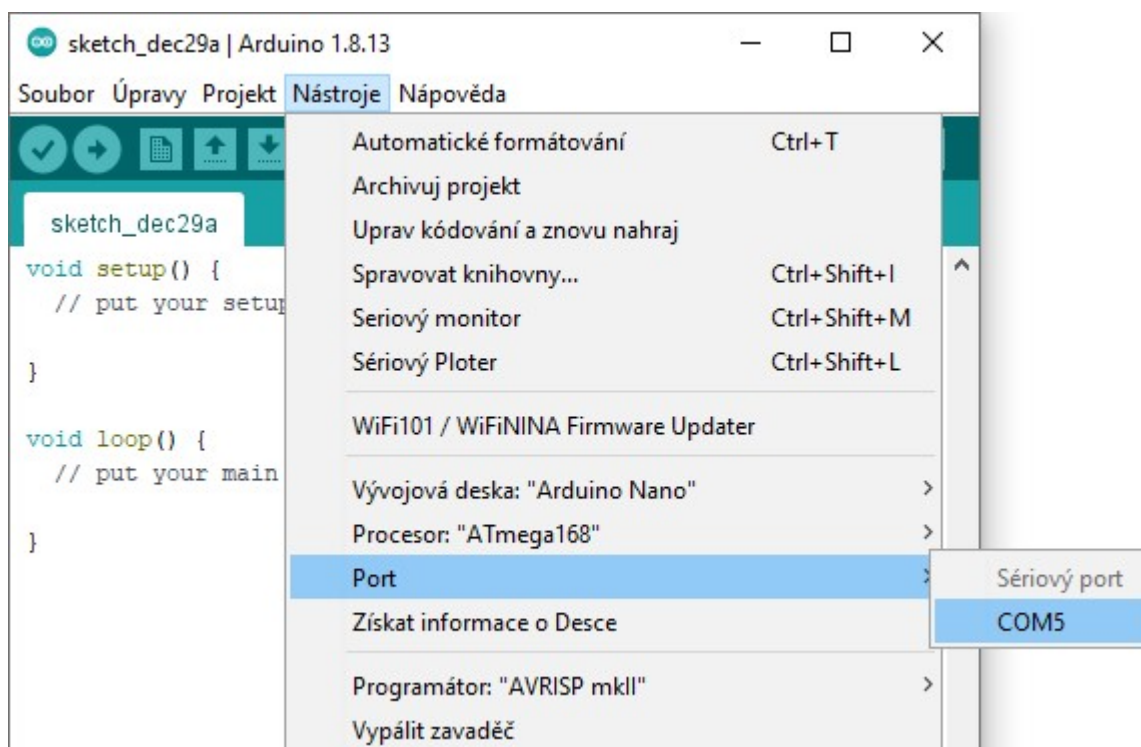 sketch_dec29a | Arduino 1.8.13
Soubor Úpravy Projekt Nástroje Nápověda
sketch_dec29a
void setup() {
// put your setup
}
void loop() {
// put your main
}
Automatické formátování Ctrl+T
Archivuj projekt
Uprav kódování a znovu nahraj
Spravovat knihovny... Ctrl+Shift+I
Seriový monitor Ctrl+Shift+M
Sériový Ploter Ctrl+Shift+L
WiFi101 / WiFiNINA Firmware Updater
Vývojová deska: "Arduino Nano"
Procesor: "ATmega168"
Port
Získat informace o Desce
Programátor: "AVRISP mkII"
Vypálit zavaděč
Sériový port
COM5